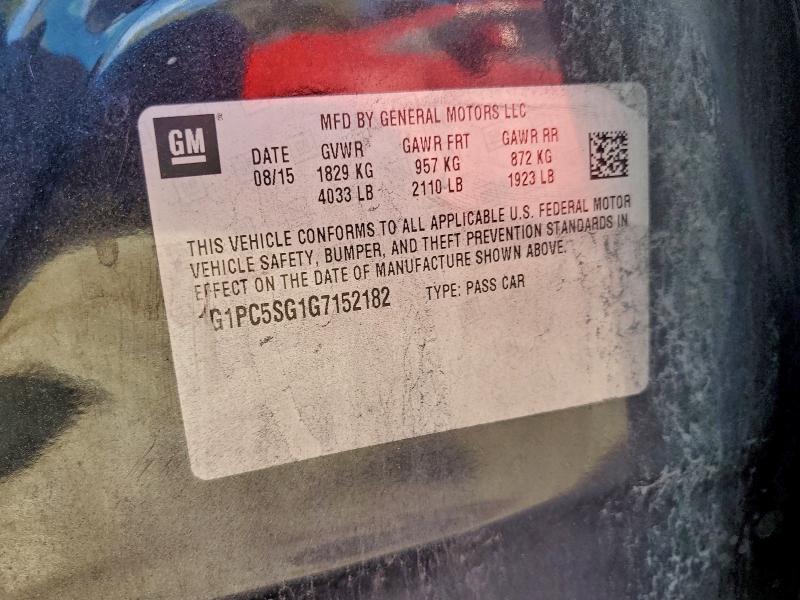 GM
MFD BY GENERAL MOTORS LLC
DATE GVWR GAWR FRT GAWR RR
08/15 1829 KG 957 KG 872 KG
4033 LB 2110 LB 1923 LB
THIS VEHICLE CONFORMS TO ALL APPLICABLE U.S. FEDERAL MOTOR
VEHICLE SAFETY, BUMPER, AND THEFT PREVENTION STANDARDS IN
EFFECT ON THE DATE OF MANUFACTURE SHOWN ABOVE.
1G1PC5SG1G7152182 TYPE: PASS CAR